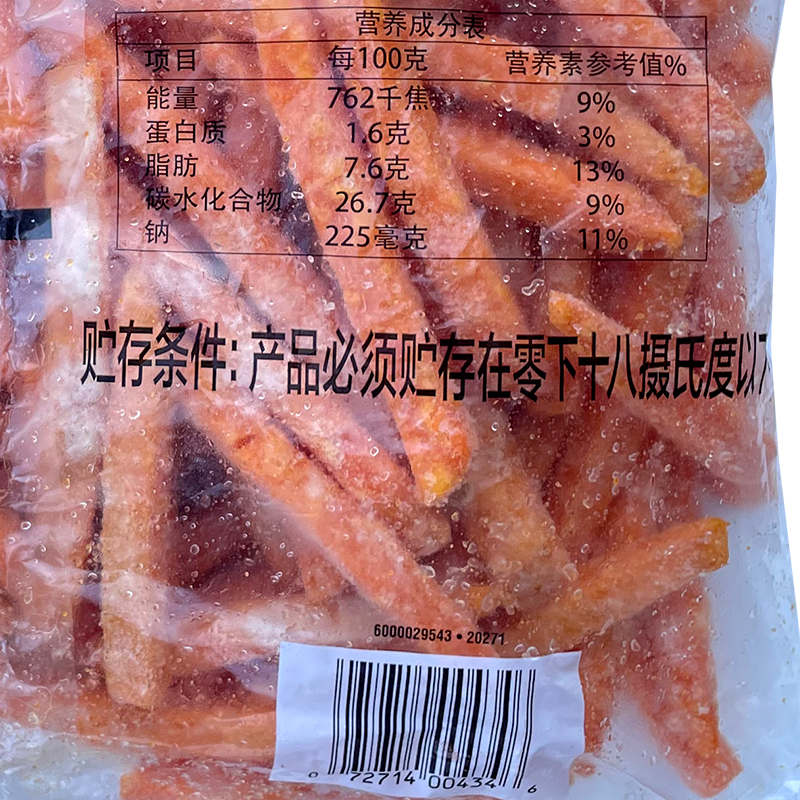 营养成分表
项目 每100克 营养素参考值%
能量 762千焦 9%
蛋白质 1.6克 3%
脂肪 7.6克 13%
碳水化合物 26.7克 9%
钠 225毫克 11%
贮存条件: 产品必须贮存在零下十八摄氏度以下
6000029543 • 20271
0 72714 00434 6